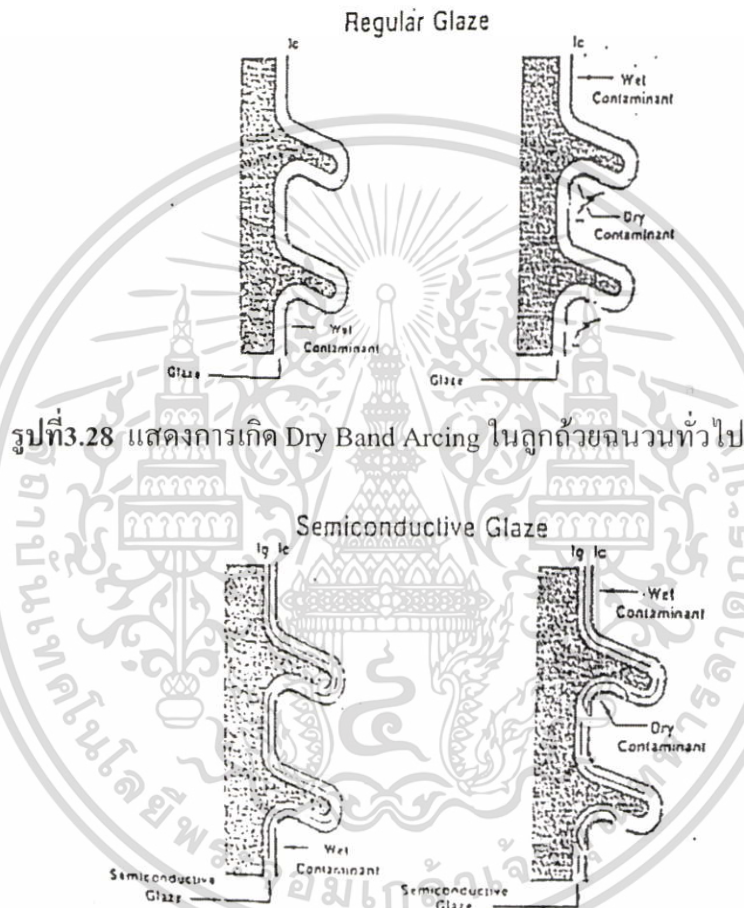 Regular Glaze
Ic
Ic
Wet
Contaminant
Dry
Contaminant
Wet
Contaminant
Glaze
Glaze
รูปที่3.28 แสดงการเกิด Dry Band Arcing ในลูกถ้วยฉนวนทั่วไป
Semiconductive Glaze
Ig Ic
Ig Ic
Wet
Contaminant
Dry
Contaminant
Wet
Contaminant
Semiconductive
Glaze
Semiconductive
Glaze